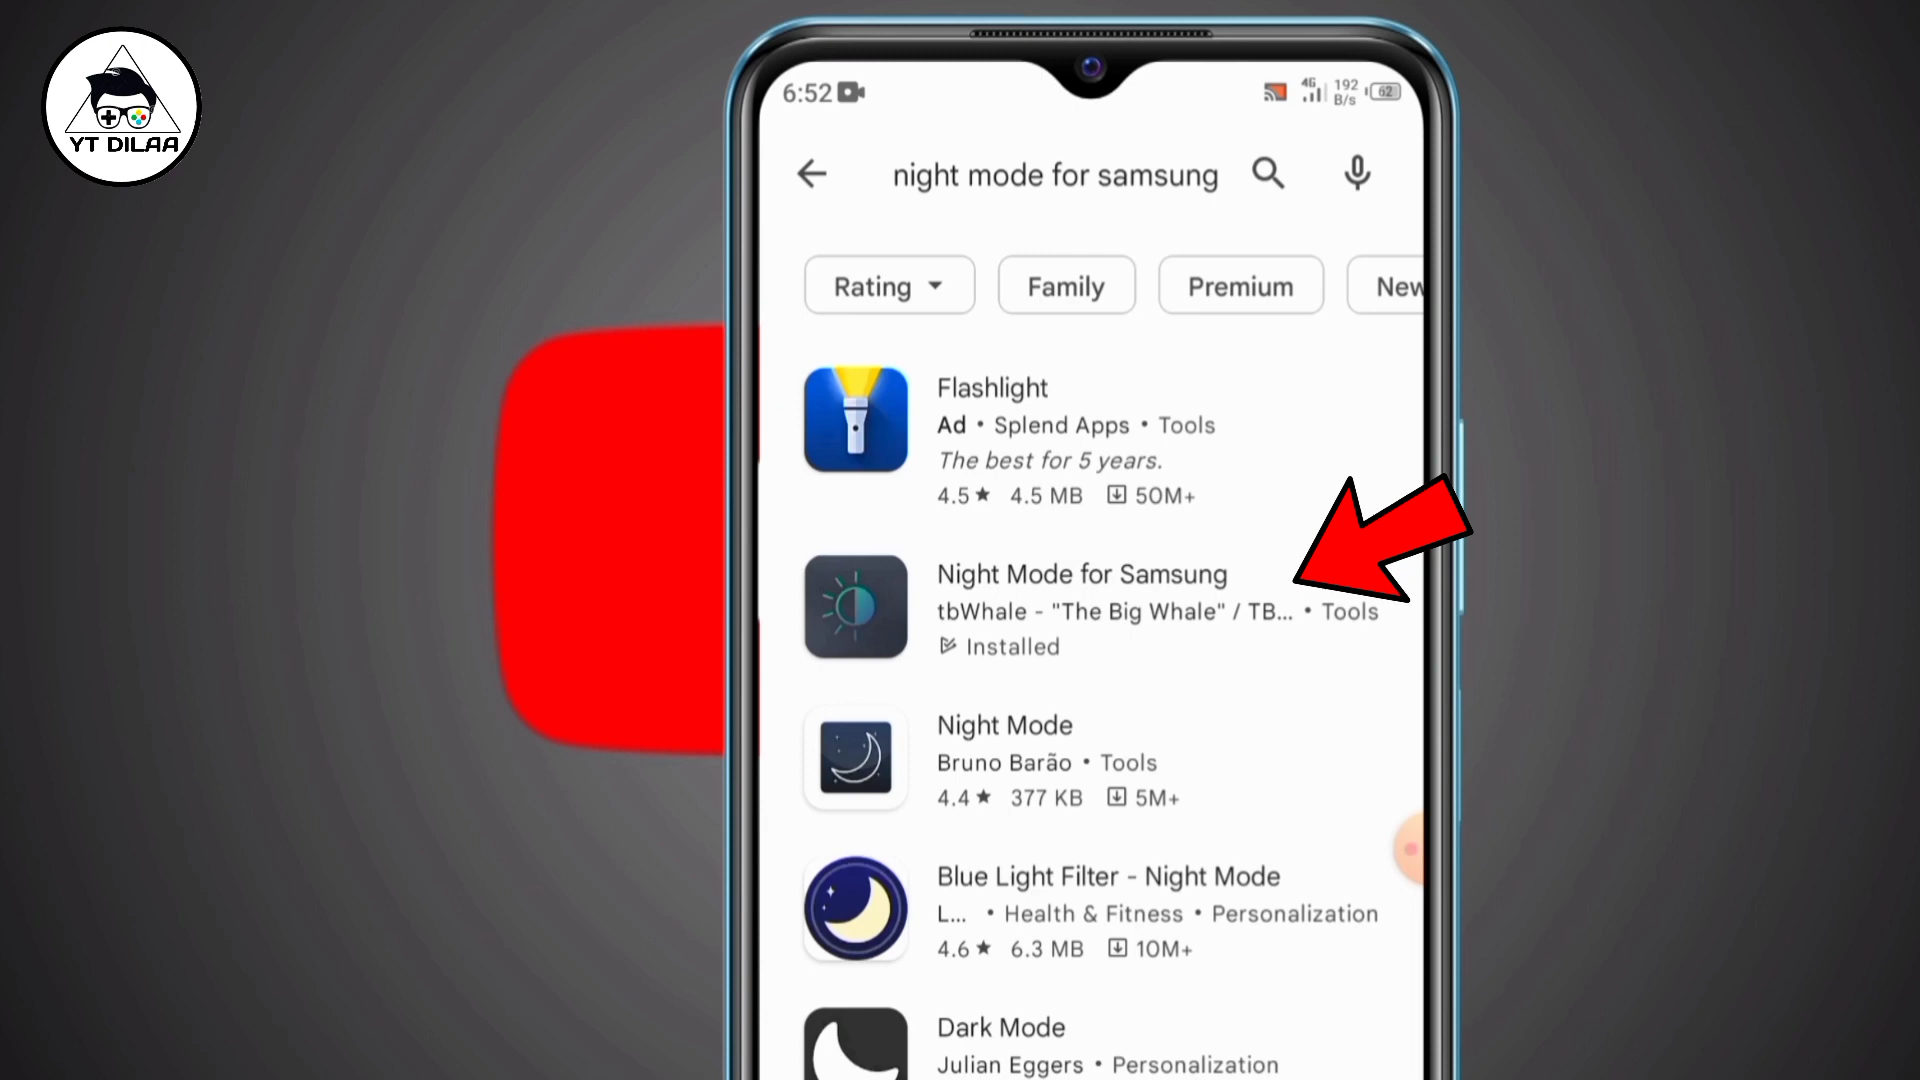 YT DILAA
6:52
4G
192
B/s
62
night mode for samsung
Rating
Family
Premium
New
Flashlight
Ad • Splend Apps • Tools
The best for 5 years.
4.5★ 4.5 MB 50M+
Night Mode for Samsung
tbWhale - "The Big Whale" / TB... • Tools
Installed
Night Mode
Bruno Barão • Tools
4.4★ 377 KB 5M+
Blue Light Filter - Night Mode
L... • Health & Fitness • Personalization
4.6★ 6.3 MB 10M+
Dark Mode
Julian Eggers • Personalization